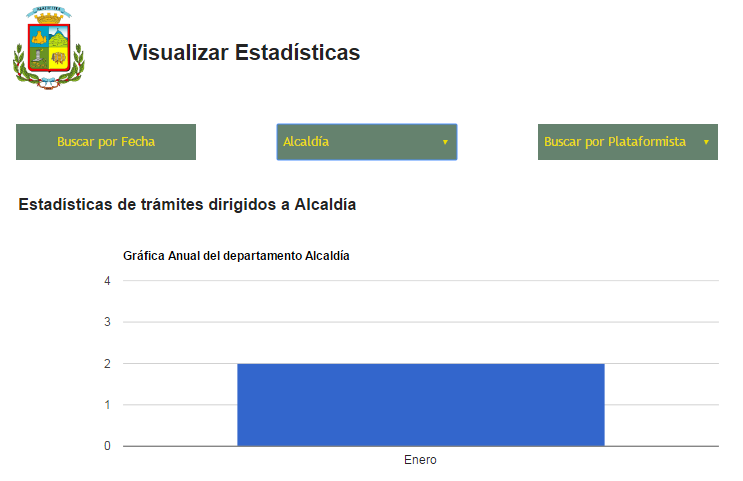 Visualizar Estadísticas
Buscar por Fecha
Alcaldía
Buscar por Plataformista
Estadísticas de trámites dirigidos a Alcaldía
Gráfica Anual del departamento Alcaldía
4
3
2
1
0
Enero